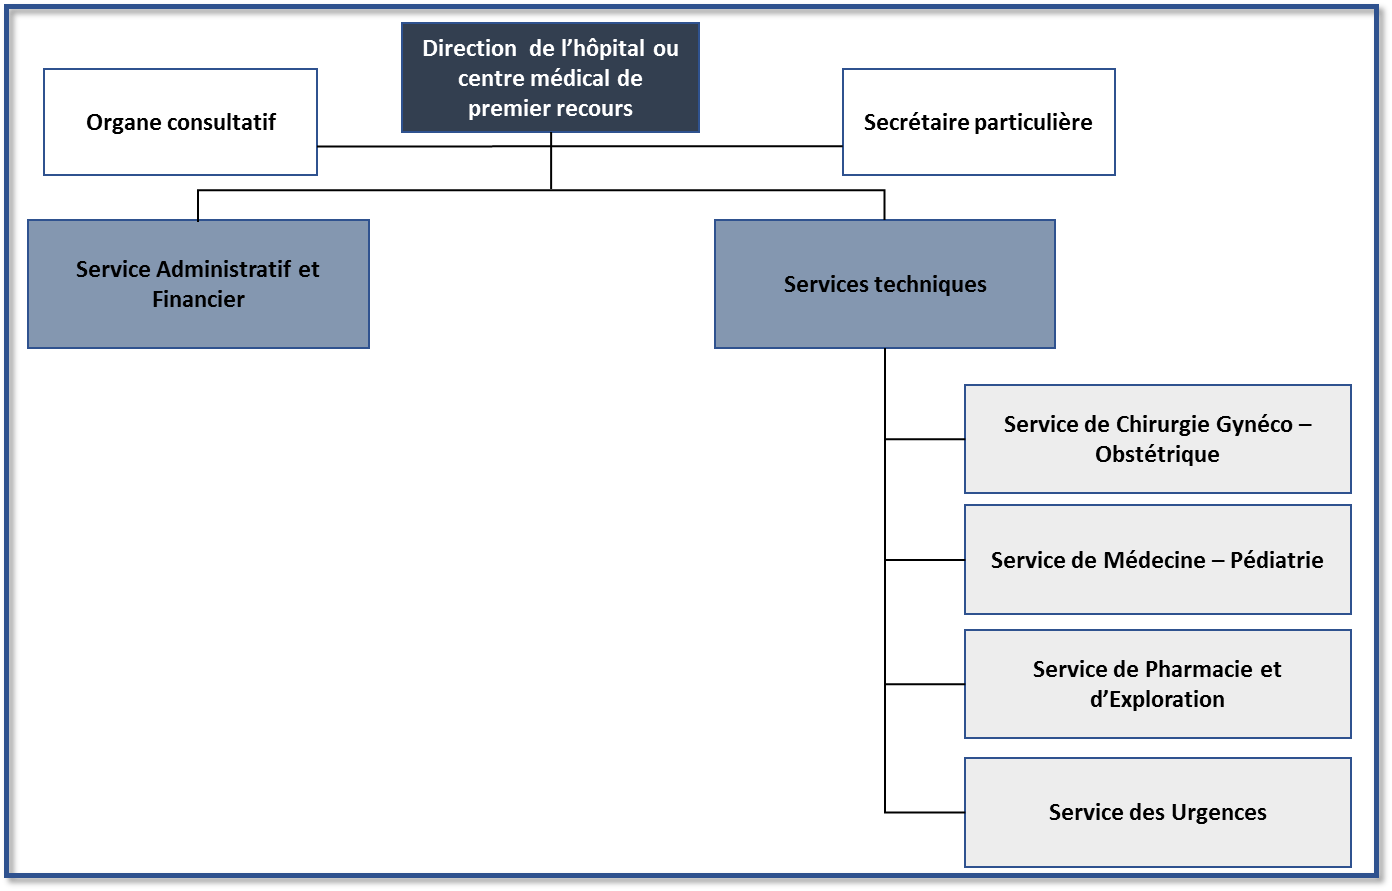 Direction de l’hôpital ou
centre médical de
premier recours
Organe consultatif
Secrétaire particulière
Service Administratif et
Financier
Services techniques
Service de Chirurgie Gynéco –
Obstétrique
Service de Médecine – Pédiatrie
Service de Pharmacie et
d’Exploration
Service des Urgences